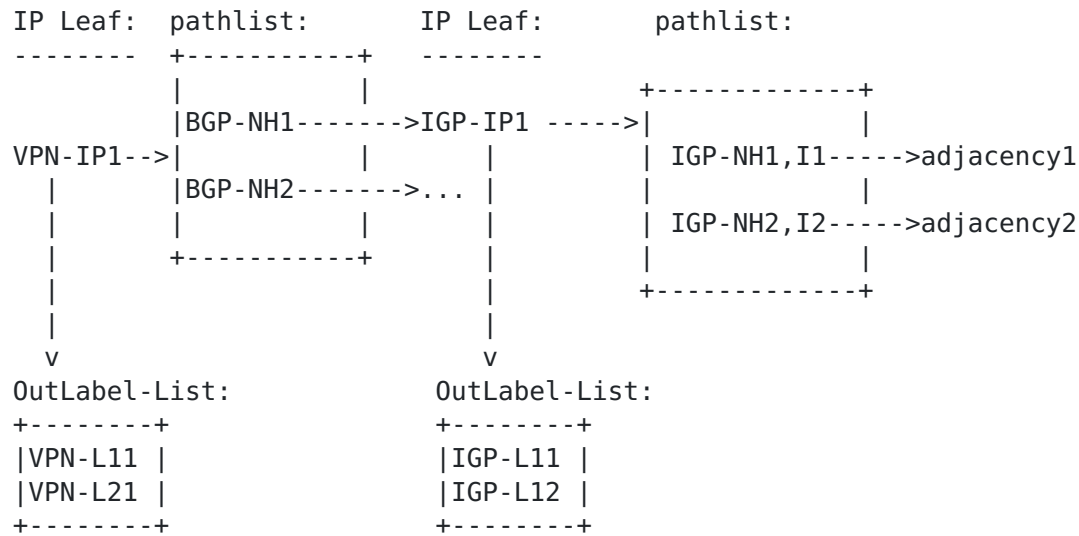 IP Leaf:  pathlist:        IP Leaf:         pathlist:
--------  +-----------+    --------
          |           |                     +-------------+
          |BGP-NH1------->IGP-IP1 ----->|             |
VPN-IP1-->|           |     |           | IGP-NH1,I1----->adjacency1
   |      |BGP-NH2------->... |           |             |
   |      |           |     |           | IGP-NH2,I2----->adjacency2
   |      +-----------+     |           |             |
   |                        |           +-------------+
   |                        |
   v                        v
OutLabel-List:             OutLabel-List:
+--------+                 +--------+
|VPN-L11 |                 |IGP-L11 |
|VPN-L21 |                 |IGP-L12 |
+--------+                 +--------+